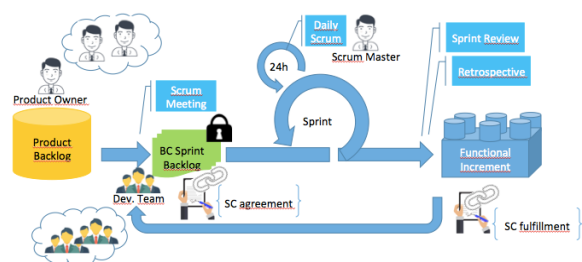 Daily
Scrum
Sprint Review
24h
Scrum Master
Retrospective
Product Owner
Scrum
Meeting
Sprint
Product
Backlog
BC Sprint
Backlog
Functional
Increment
Dev. Team
SC agreement
SC fulfillment